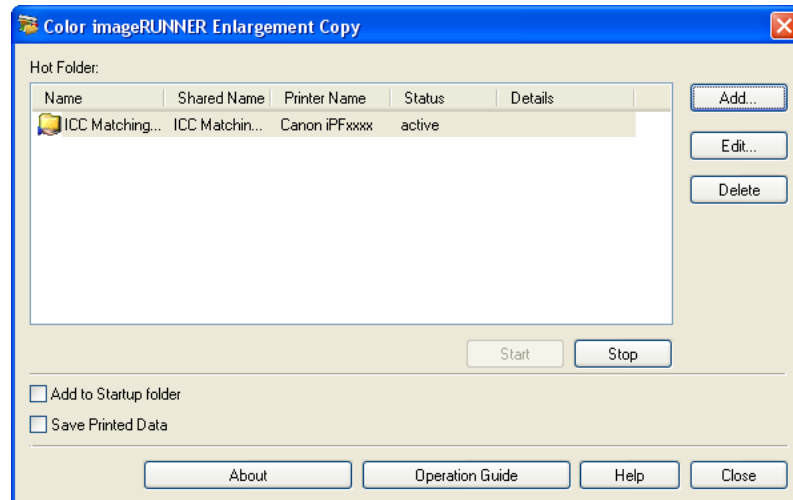 Color imageRUNNER Enlargement Copy
Hot Folder:
Name Shared Name Printer Name Status Details
Add...
ICC Matching... ICC Matchin... Canon iPFxxxx active
Edit...
Delete
Start Stop
Add to Startup folder
Save Printed Data
About Operation Guide Help Close